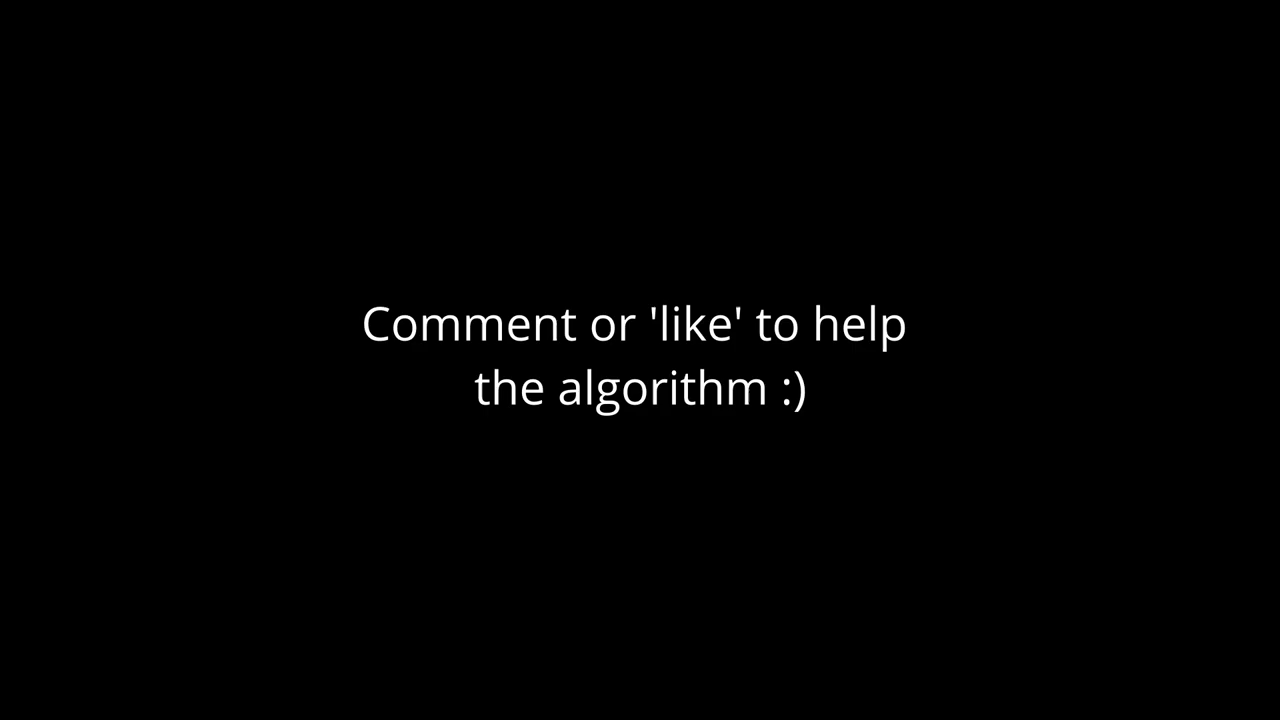 Comment or 'like' to help
the algorithm :)